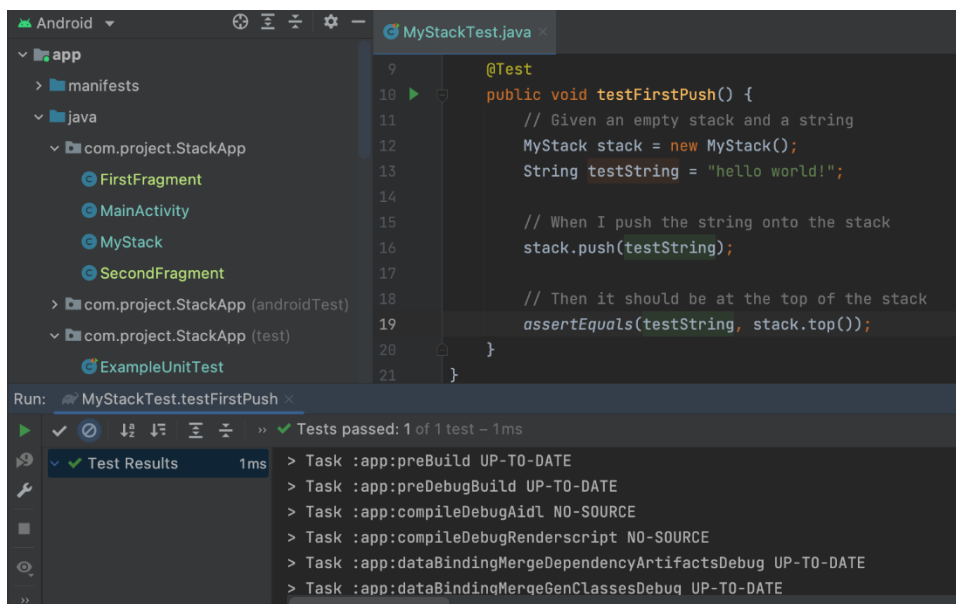 Android
app
manifests
java
com.project.StackApp
FirstFragment
MainActivity
MyStack
SecondFragment
com.project.StackApp (androidTest)
com.project.StackApp (test)
ExampleUnitTest
MyStackTest.java
9 @Test
10 public void testFirstPush() {
11 // Given an empty stack and a string
12 MyStack stack = new MyStack();
13 String testString = "hello world!";
14
15 // When I push the string onto the stack
16 stack.push(testString);
17
18 // Then it should be at the top of the stack
19 assertEquals(testString, stack.top());
20 }
21 }
Run: MyStackTest.testFirstPush
Tests passed: 1 of 1 test – 1ms
Test Results 1ms
> Task :app:preBuild UP-TO-DATE
> Task :app:preDebugBuild UP-TO-DATE
> Task :app:compileDebugAidl NO-SOURCE
> Task :app:compileDebugRenderscript NO-SOURCE
> Task :app:dataBindingMergeDependencyArtifactsDebug UP-TO-DATE
> Task :app:dataBindingMergeGenClassesDebug UP-TO-DATE